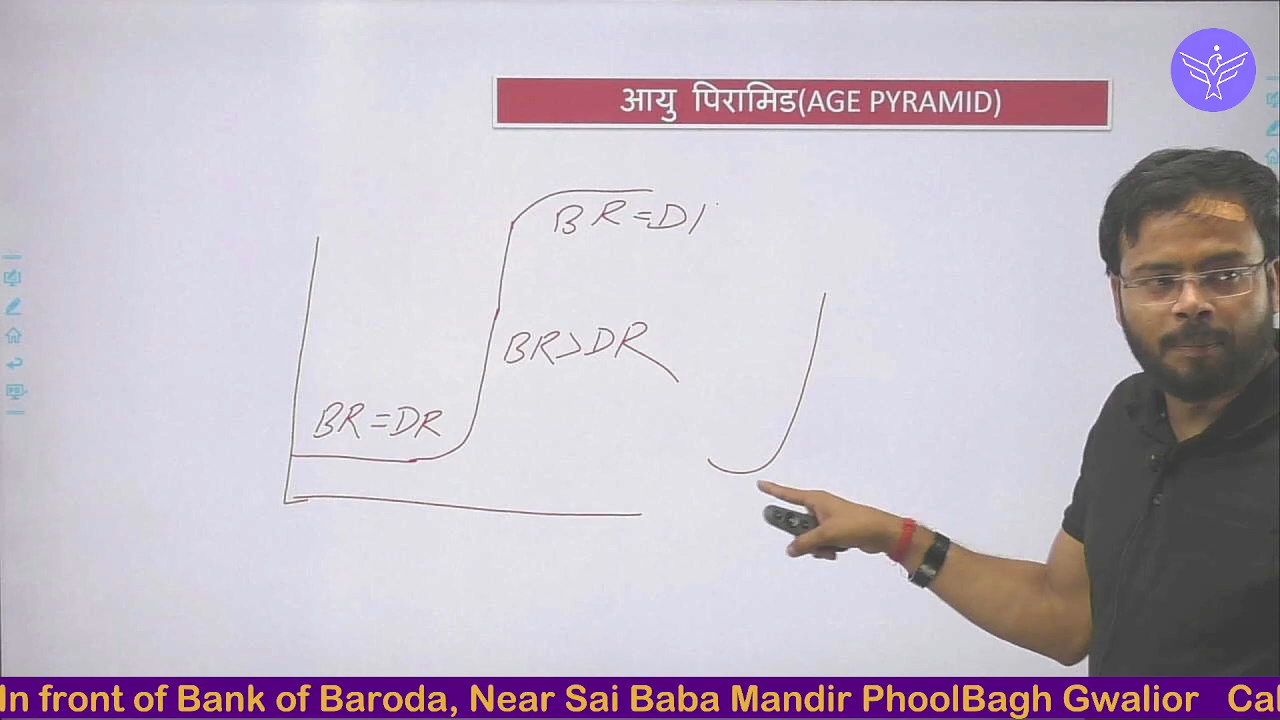 आयु पिरामिड(AGE PYRAMID)
BR=D
BR>DR
BR=DR
In front of Bank of Baroda, Near Sai Baba Mandir PhoolBagh Gwalior Cal